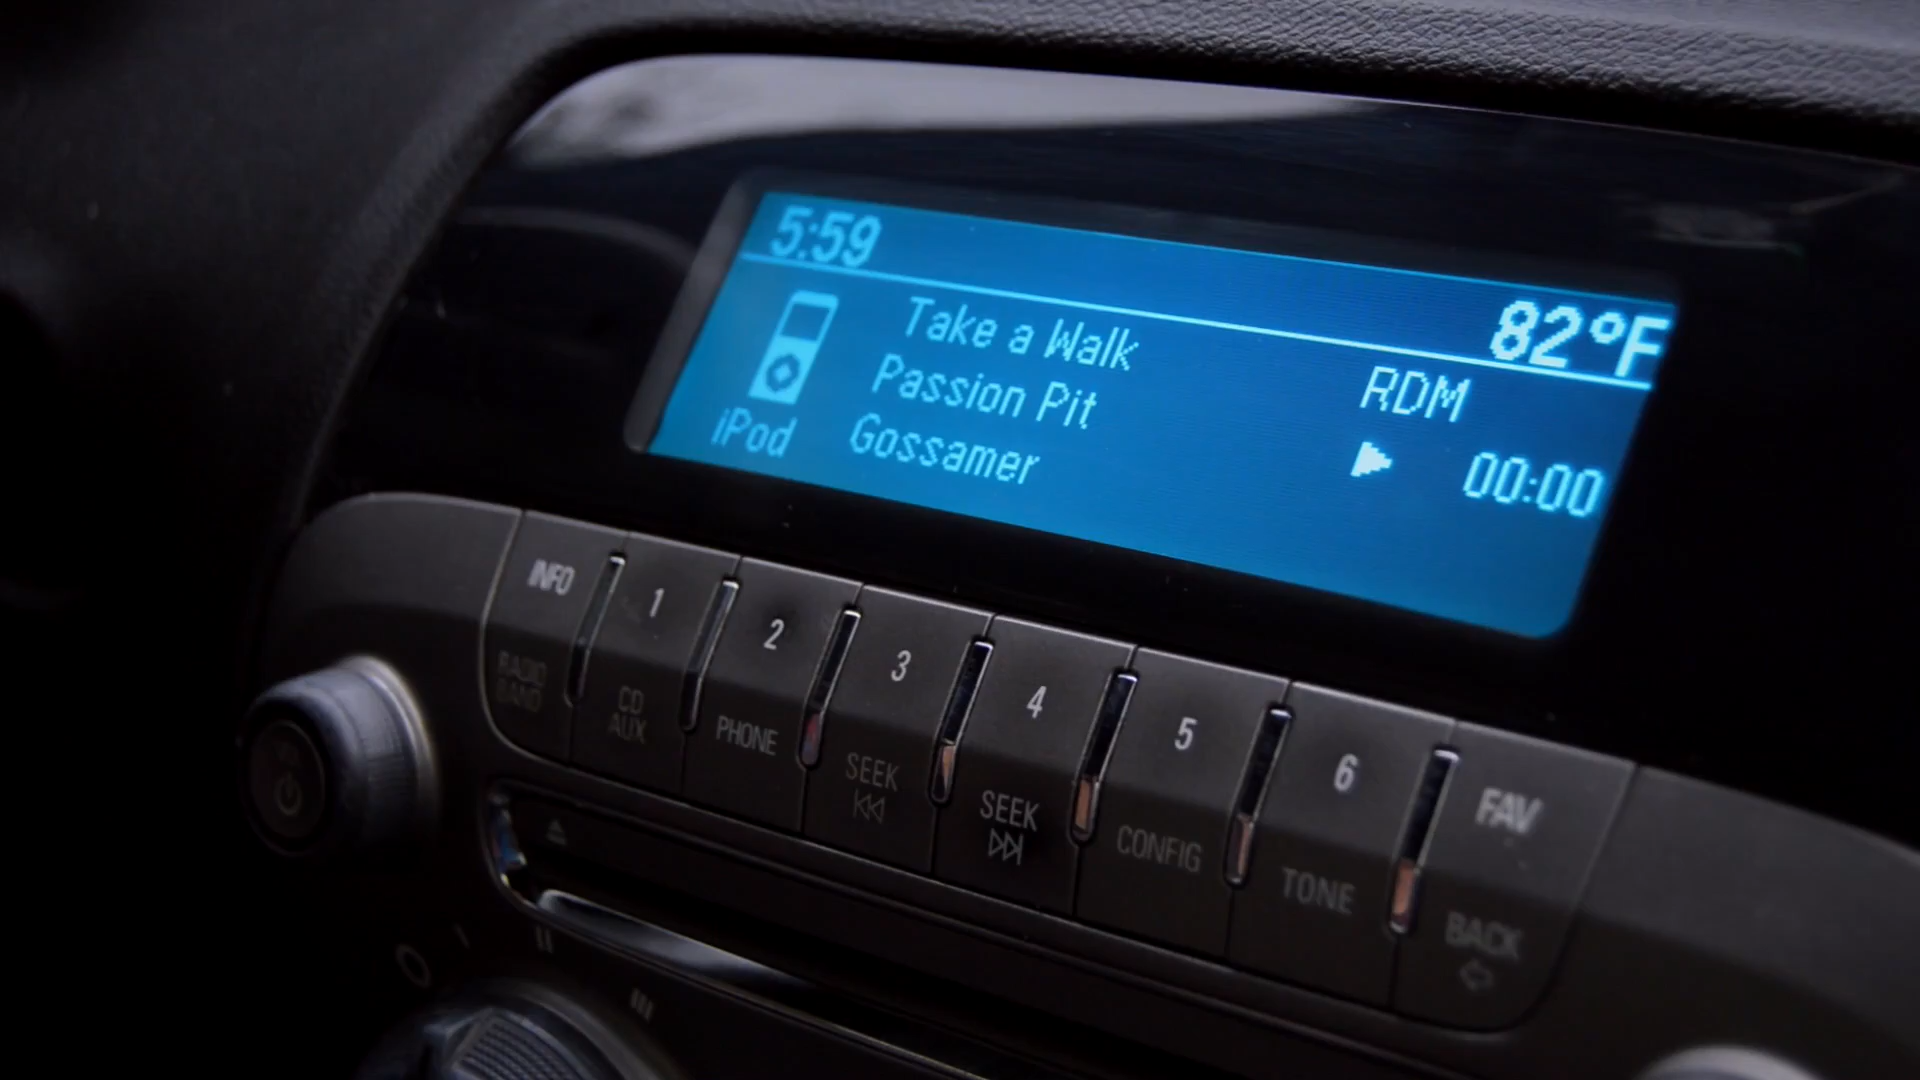 5:59
82°F
Take a Walk
RDM
Passion Pit
00:00
iPod
Gossamer
INFO
1
2
3
4
5
6
FAV
RADIO
BAND
CD
AUX
PHONE
SEEK
SEEK
CONFIG
TONE
BACK